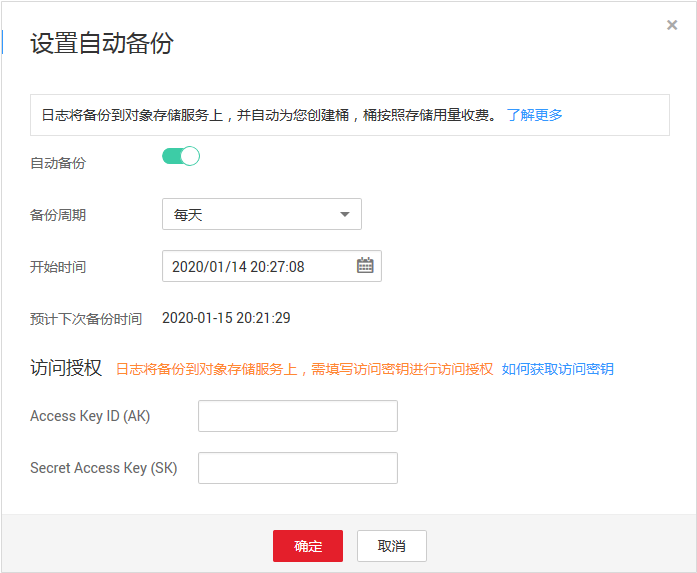 设置自动备份
日志将备份到对象存储服务上，并自动为您创建桶，桶按照存储用量收费。 了解更多
自动备份
备份周期 每天
开始时间 2020/01/14 20:27:08
预计下次备份时间 2020-01-15 20:21:29
访问授权 日志将备份到对象存储服务上，需填写访问密钥进行访问授权 如何获取访问密钥
Access Key ID (AK)
Secret Access Key (SK)
确定 取消